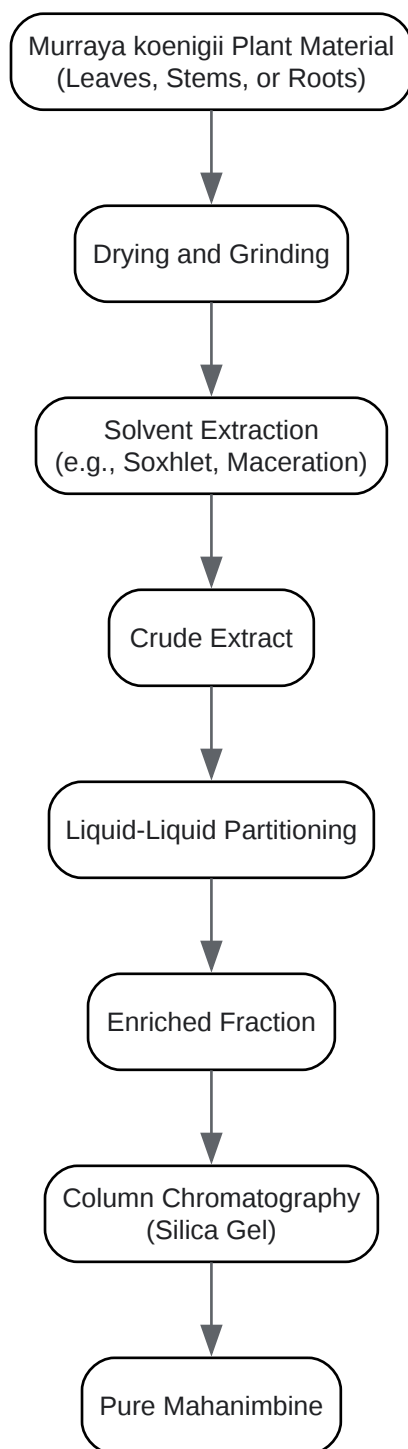 Murraya koenigii Plant Material
(Leaves, Stems, or Roots)
Drying and Grinding
Solvent Extraction
(e.g., Soxhlet, Maceration)
Crude Extract
Liquid-Liquid Partitioning
Enriched Fraction
Column Chromatography
(Silica Gel)
Pure Mahanimbine